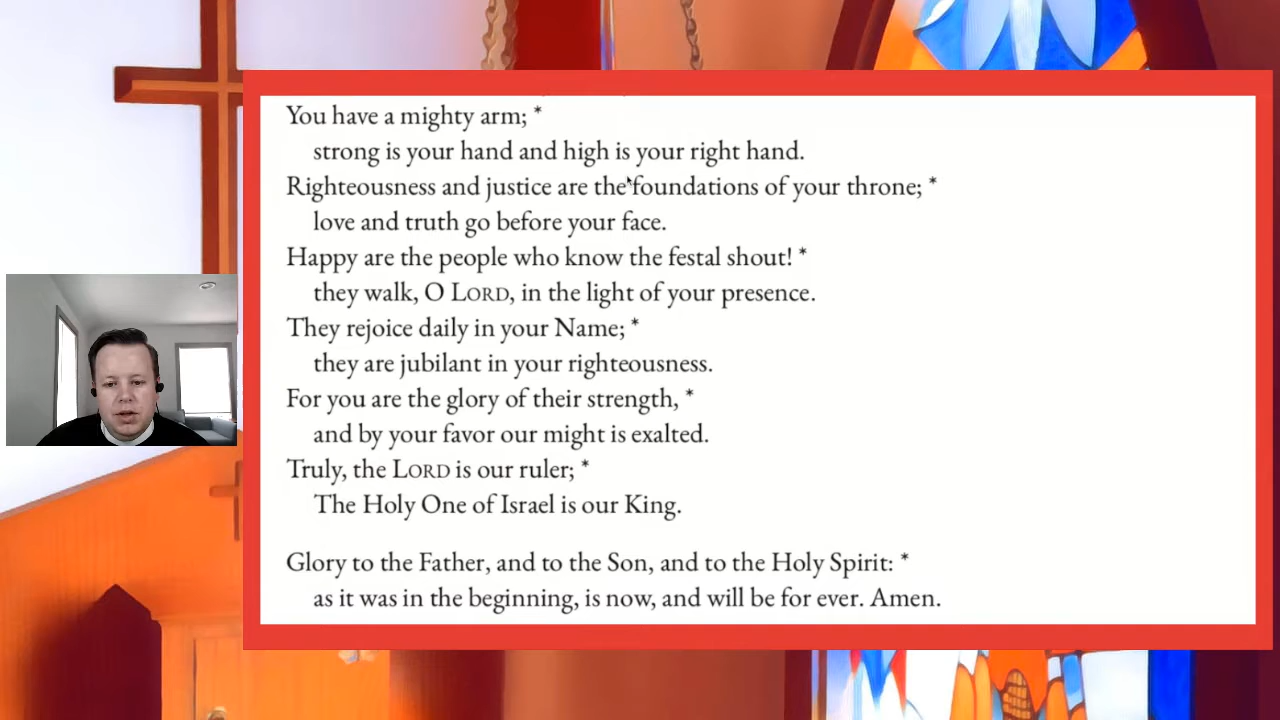 You have a mighty arm; *
strong is your hand and high is your right hand.
Righteousness and justice are the foundations of your throne; *
love and truth go before your face.
Happy are the people who know the festal shout! *
they walk, O LORD, in the light of your presence.
They rejoice daily in your Name; *
they are jubilant in your righteousness.
For you are the glory of their strength, *
and by your favor our might is exalted.
Truly, the LORD is our ruler; *
The Holy One of Israel is our King.
Glory to the Father, and to the Son, and to the Holy Spirit: *
as it was in the beginning, is now, and will be for ever. Amen.